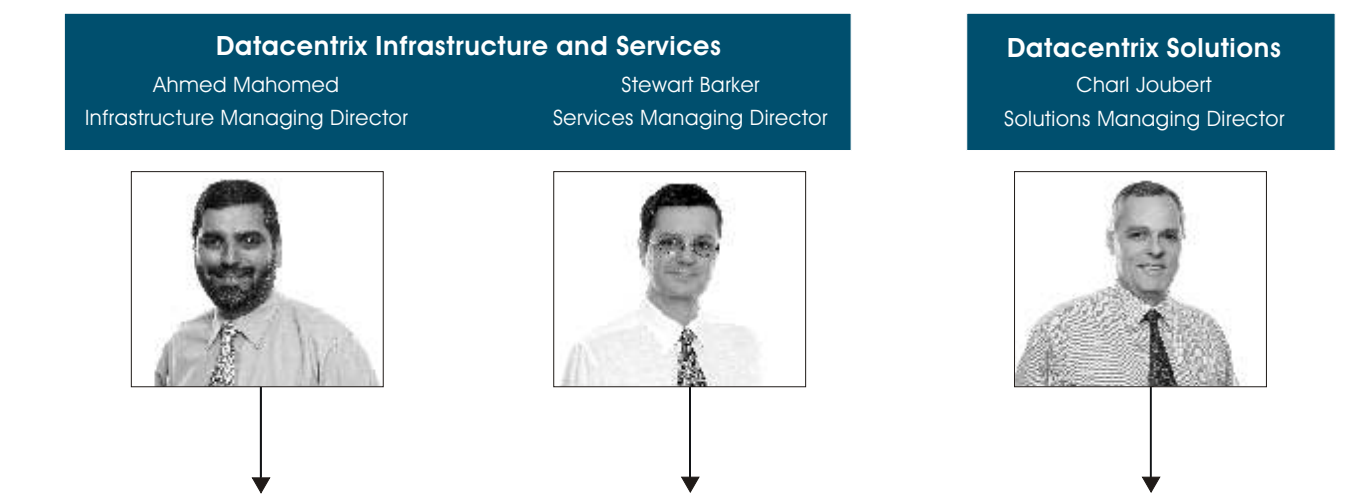 Datacentrix Infrastructure and Services
Ahmed Mahomed
Infrastructure Managing Director
Stewart Barker
Services Managing Director
Datacentrix Solutions
Charl Joubert
Solutions Managing Director